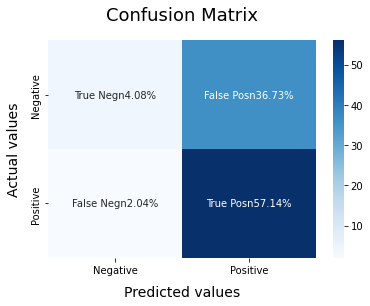 Confusion Matrix
Actual values
Negative
Positive
True Negn4.08%
False Posn36.73%
False Negn2.04%
True Posn57.14%
Negative
Positive
Predicted values
50
40
30
20
10